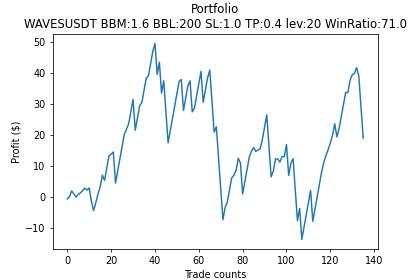 Portfolio
WAVESUSDT BBM:1.6 BBL:200 SL:1.0 TP:0.4 lev:20 WinRatio:71.0
Profit ($)
50
40
30
20
10
0
−10
0 20 40 60 80 100 120 140
Trade counts